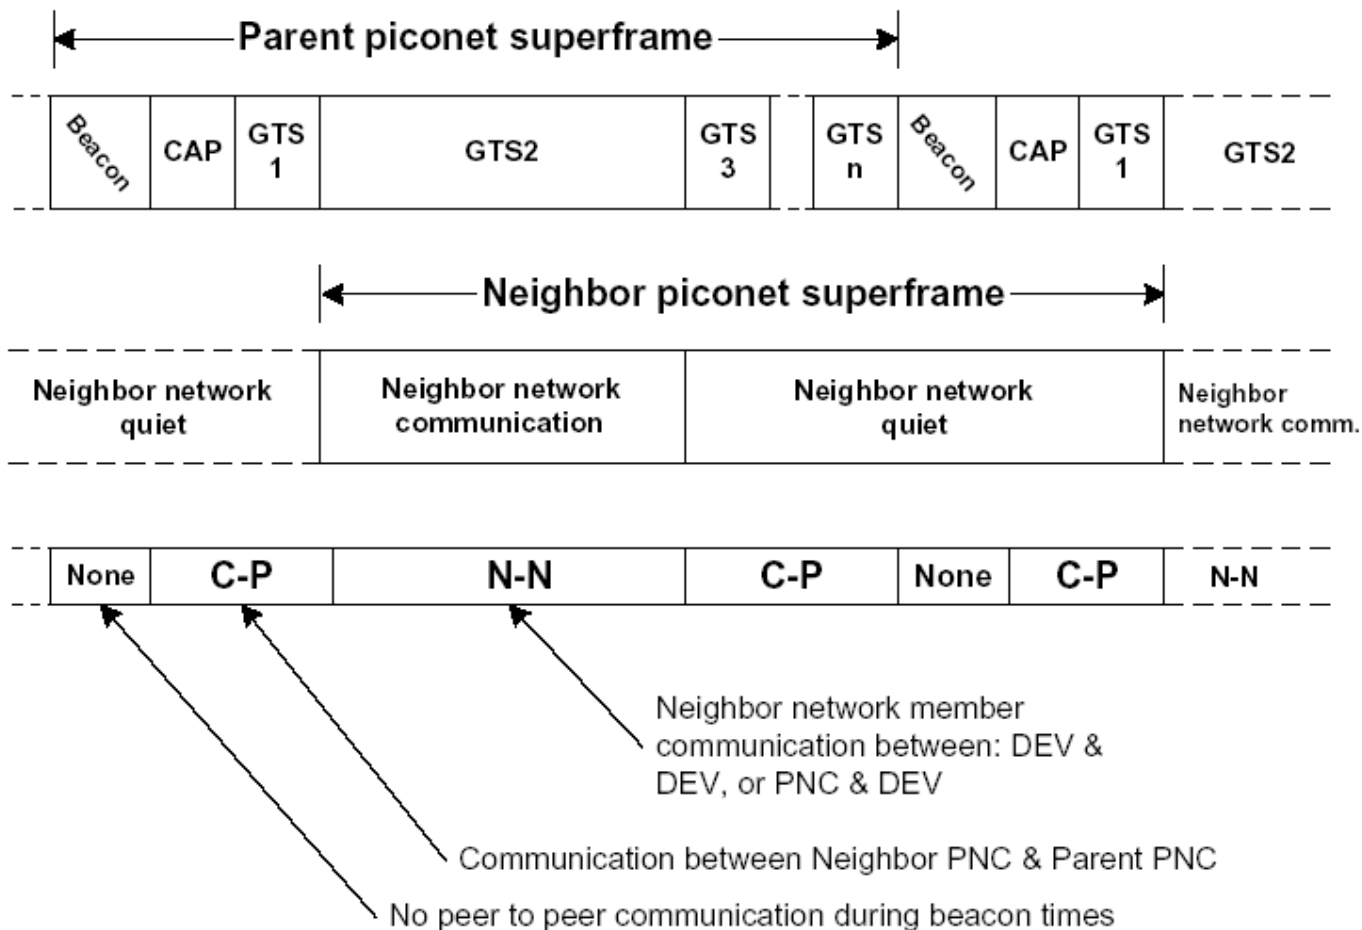 Parent piconet superframe
Beacon CAP GTS 1 GTS2 GTS 3 GTS n Beacon CAP GTS 1 GTS2
Neighbor piconet superframe
Neighbor network quiet
Neighbor network communication
Neighbor network quiet
Neighbor network comm.
None C-P N-N C-P None C-P N-N
Neighbor network member
communication between: DEV &
DEV, or PNC & DEV
Communication between Neighbor PNC & Parent PNC
No peer to peer communication during beacon times